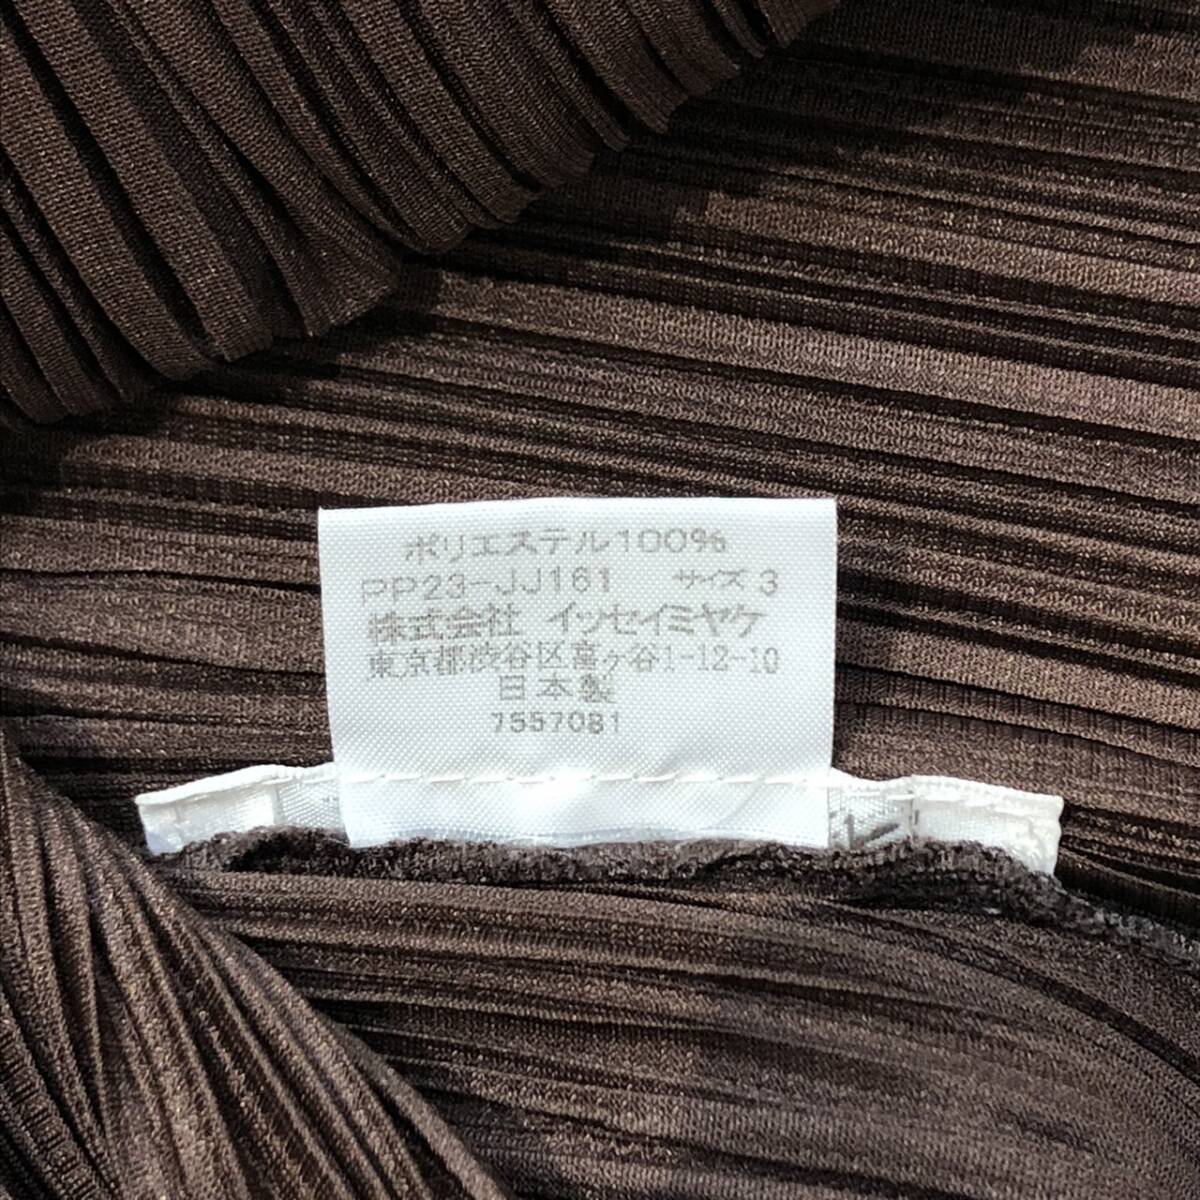 ポリエステル100%
PP23-JJ161 サイズ 3
株式会社 イッセイミヤケ
東京都渋谷区富ヶ谷1-12-10
日本製
7557081